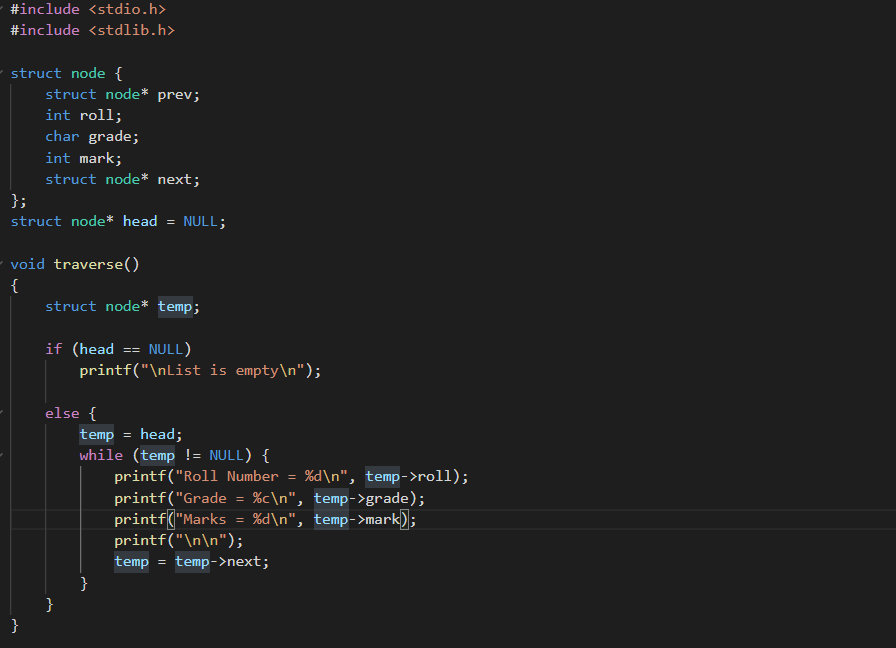 #include <stdio.h>
#include <stdlib.h>
struct node {
    struct node* prev;
    int roll;
    char grade;
    int mark;
    struct node* next;
};
struct node* head = NULL;
void traverse()
{
    struct node* temp;
    if (head == NULL)
        printf("\nList is empty\n");
    else {
        temp = head;
        while (temp != NULL) {
            printf("Roll Number = %d\n", temp->roll);
            printf("Grade = %c\n", temp->grade);
            printf("Marks = %d\n", temp->mark);
            printf("\n\n");
            temp = temp->next;
        }
    }
}